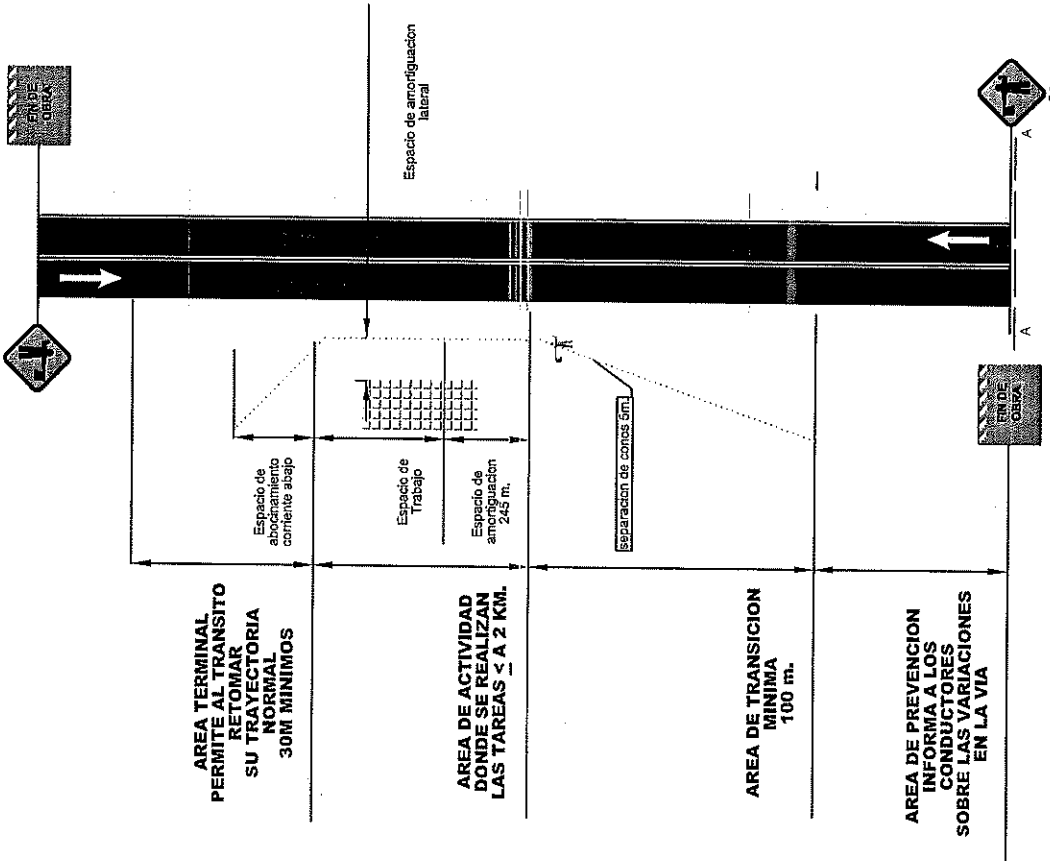 FIN DE
OBRA
Espacio de amortiguacion
lateral
Espacio de
abocinamiento
corriente abajo
Espacio de
Trabajo
Espacio de
amortiguacion
245 m.
separacion de conos 5m.
AREA TERMINAL
PERMITE AL TRANSITO
RETOMAR
SU TRAYECTORIA
NORMAL
30M MINIMOS
AREA DE ACTIVIDAD
DONDE SE REALIZAN
LAS TAREAS < A 2 KM.
AREA DE TRANSICION
MINIMA
100 m.
AREA DE PREVENCION
INFORMA A LOS
CONDUCTORES
SOBRE LAS VARIACIONES
EN LA VIA
FIN DE
OBRA
A
A